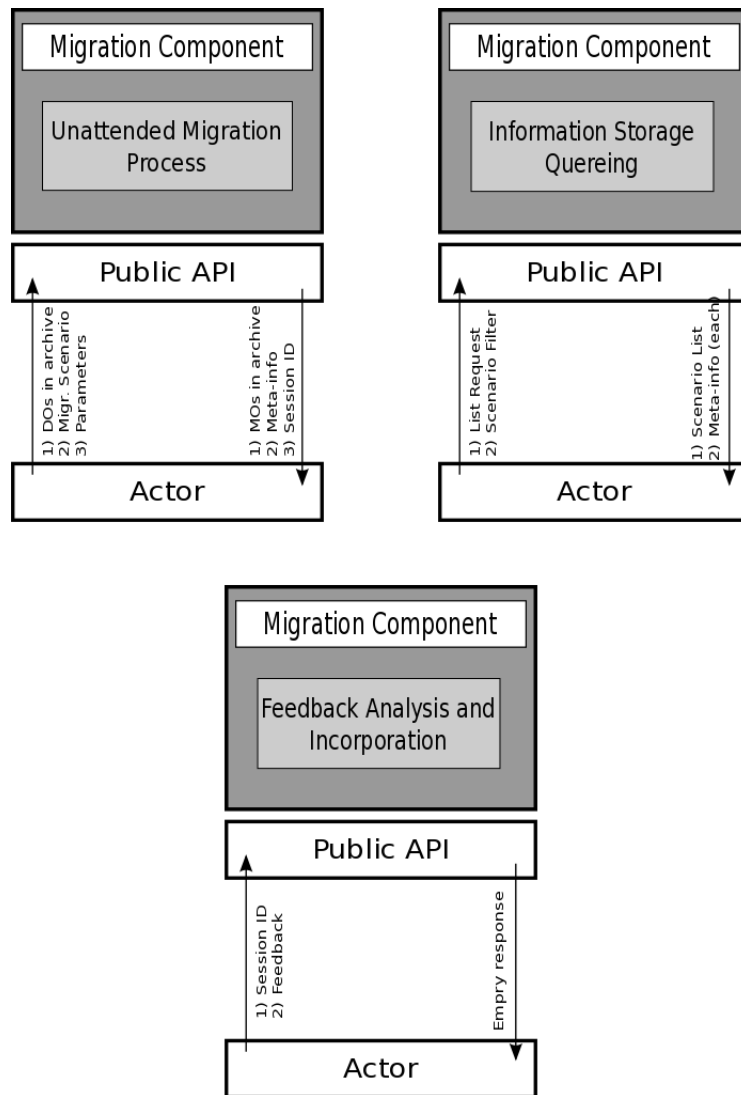 Migration Component
Unattended Migration
Process
Public API
1) DOs in archive
2) Migr. Scenario
3) Parameters
1) MOs in archive
2) Meta-info
3) Session ID
Actor
Migration Component
Information Storage
Quereing
Public API
1) List Request
2) Scenario Filter
1) Scenario List
2) Meta-info (each)
Actor
Migration Component
Feedback Analysis and
Incorporation
Public API
1) Session ID
2) Feedback
Empry response
Actor